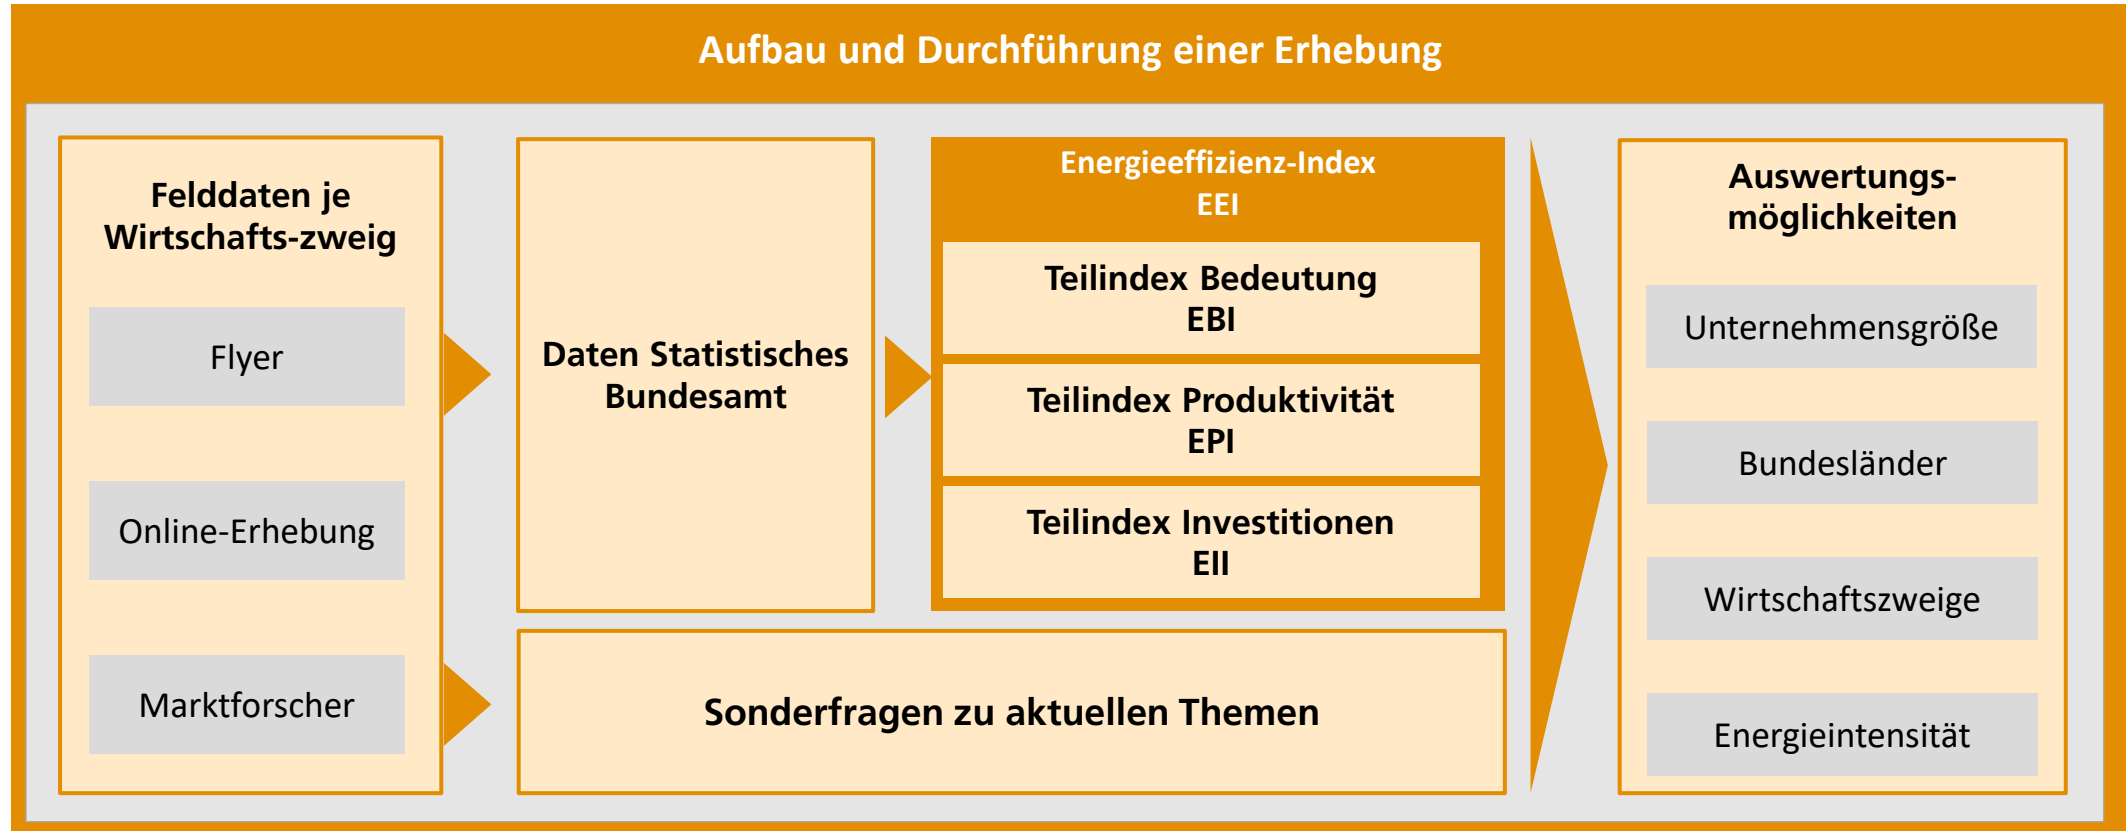 Aufbau und Durchführung einer Erhebung
Felddaten je
Wirtschafts-zweig
Flyer
Online-Erhebung
Marktforscher
Daten Statistisches
Bundesamt
Energieeffizienz-Index
EEI
Teilindex Bedeutung
EBI
Teilindex Produktivität
EPI
Teilindex Investitionen
EII
Sonderfragen zu aktuellen Themen
Auswertungs-
möglichkeiten
Unternehmensgröße
Bundesländer
Wirtschaftszweige
Energieintensität